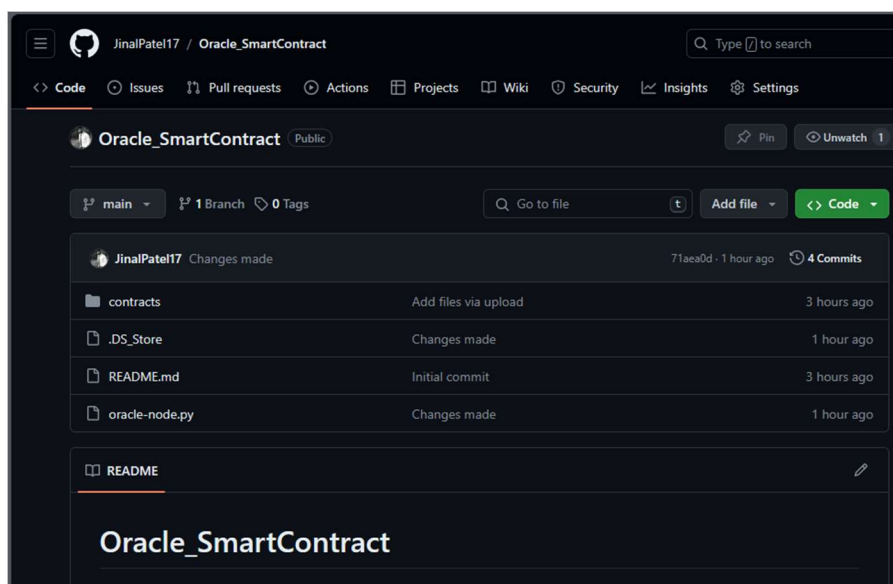 JinalPatel17 / Oracle_SmartContract
Type / to search
Code Issues Pull requests Actions Projects Wiki Security Insights Settings
Oracle_SmartContract Public
Pin Unwatch 1
main 1 Branch 0 Tags
Go to file t Add file Code
JinalPatel17 Changes made 71aea0d · 1 hour ago 4 Commits
contracts Add files via upload 3 hours ago
.DS_Store Changes made 1 hour ago
README.md Initial commit 3 hours ago
oracle-node.py Changes made 1 hour ago
README
Oracle_SmartContract